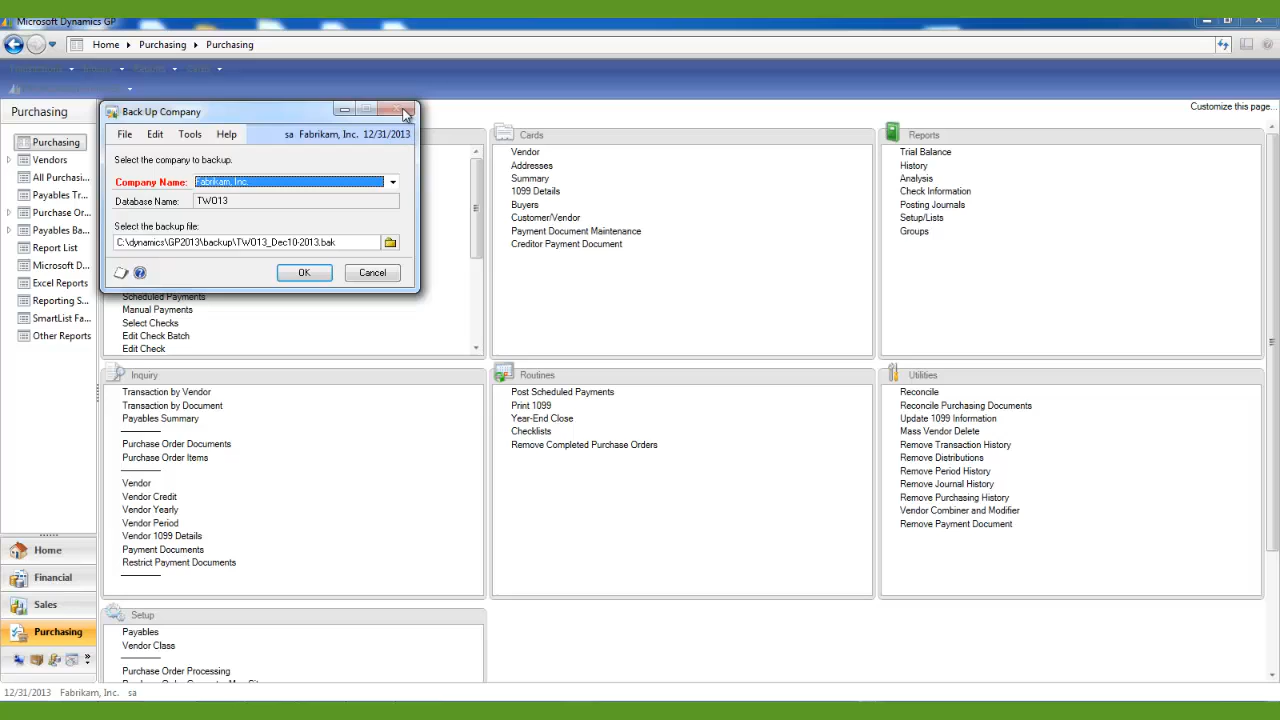 Microsoft Dynamics GP
Home Purchasing Purchasing
Customize this page...
Purchasing
Purchasing
Vendors
All Purchasi...
Payables Tr...
Purchase Or...
Payables Ba...
Report List
Microsoft D...
Excel Reports
Reporting S...
SmartList Fa...
Other Reports
Home
Financial
Sales
Purchasing
Back Up Company
File Edit Tools Help sa Fabrikam, Inc. 12/31/2013
Select the company to backup.
Company Name: Fabrikam, Inc.
Database Name: TWO13
Select the backup file:
C:\dynamics\GP2013\backup\TWO13_Dec10-2013.bak
OK Cancel
Scheduled Payments
Manual Payments
Select Checks
Edit Check Batch
Edit Check
Cards
Vendor
Addresses
Summary
1099 Details
Buyers
Customer/Vendor
Payment Document Maintenance
Creditor Payment Document
Reports
Trial Balance
History
Analysis
Check Information
Posting Journals
Setup/Lists
Groups
Inquiry
Transaction by Vendor
Transaction by Document
Payables Summary
Purchase Order Documents
Purchase Order Items
Vendor
Vendor Credit
Vendor Yearly
Vendor Period
Vendor 1099 Details
Payment Documents
Restrict Payment Documents
Routines
Post Scheduled Payments
Print 1099
Year-End Close
Checklists
Remove Completed Purchase Orders
Utilities
Reconcile
Reconcile Purchasing Documents
Update 1099 Information
Mass Vendor Delete
Remove Transaction History
Remove Distributions
Remove Period History
Remove Journal History
Remove Purchasing History
Vendor Combiner and Modifier
Remove Payment Document
Setup
Payables
Vendor Class
Purchase Order Processing
12/31/2013 Fabrikam, Inc. sa